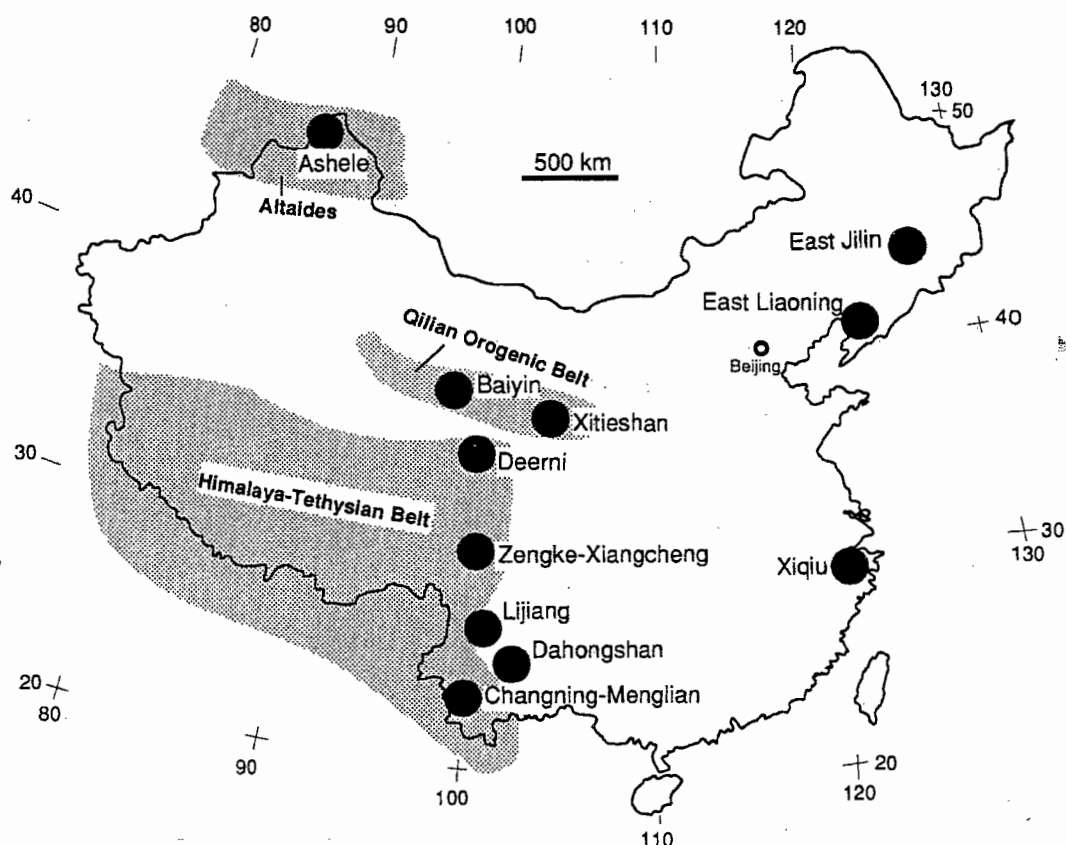 80
90
100
110
120
130
50
Ashele
500 km
40
Altaides
East Jilin
East Liaoning
40
Qilian Orogenic Belt
Beijing
Baiyin
Xitieshan
30
Deerni
Himalaya-Tethysian Belt
30
130
Zengke-Xiangcheng
Xiqiu
Lijiang
Dahongshan
20
80
Changning-Menglian
90
100
20
120
110